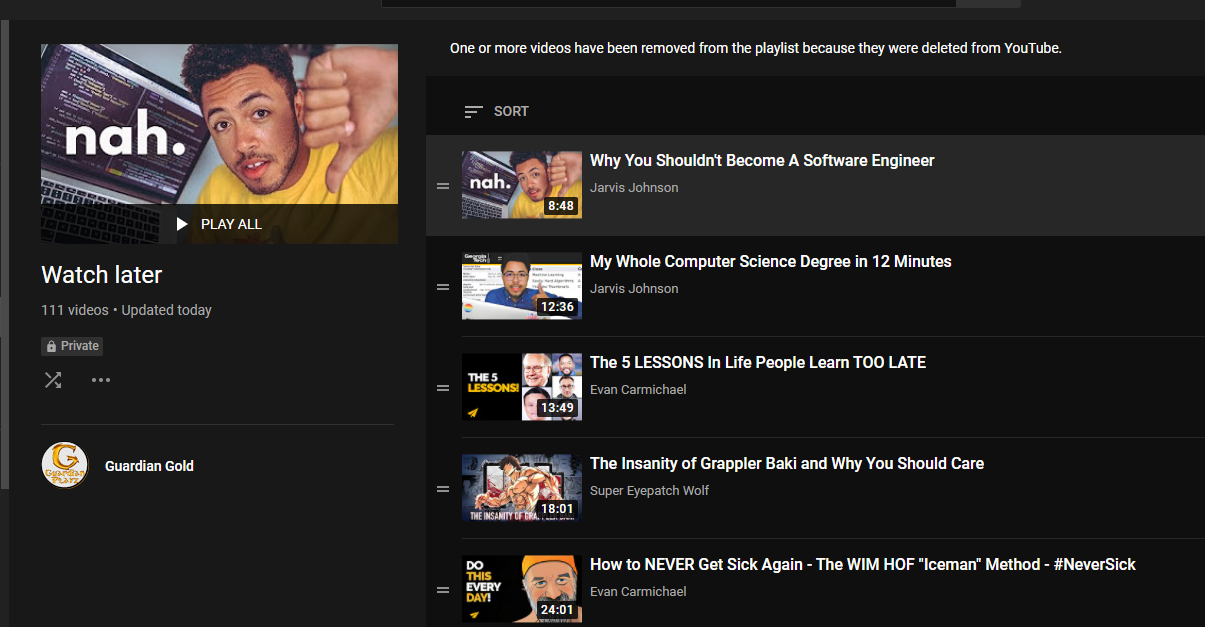 nah.
PLAY ALL
Watch later
111 videos • Updated today
Private
Guardian Gold
One or more videos have been removed from the playlist because they were deleted from YouTube.
SORT
nah.
8:48
Why You Shouldn't Become A Software Engineer
Jarvis Johnson
Georgia
Tech
12:36
My Whole Computer Science Degree in 12 Minutes
Jarvis Johnson
THE 5
LESSONS!
13:49
The 5 LESSONS In Life People Learn TOO LATE
Evan Carmichael
THE INSANITY OF
18:01
The Insanity of Grappler Baki and Why You Should Care
Super Eyepatch Wolf
DO
THIS
EVERY
DAY!
24:01
How to NEVER Get Sick Again - The WIM HOF "Iceman" Method - #NeverSick
Evan Carmichael